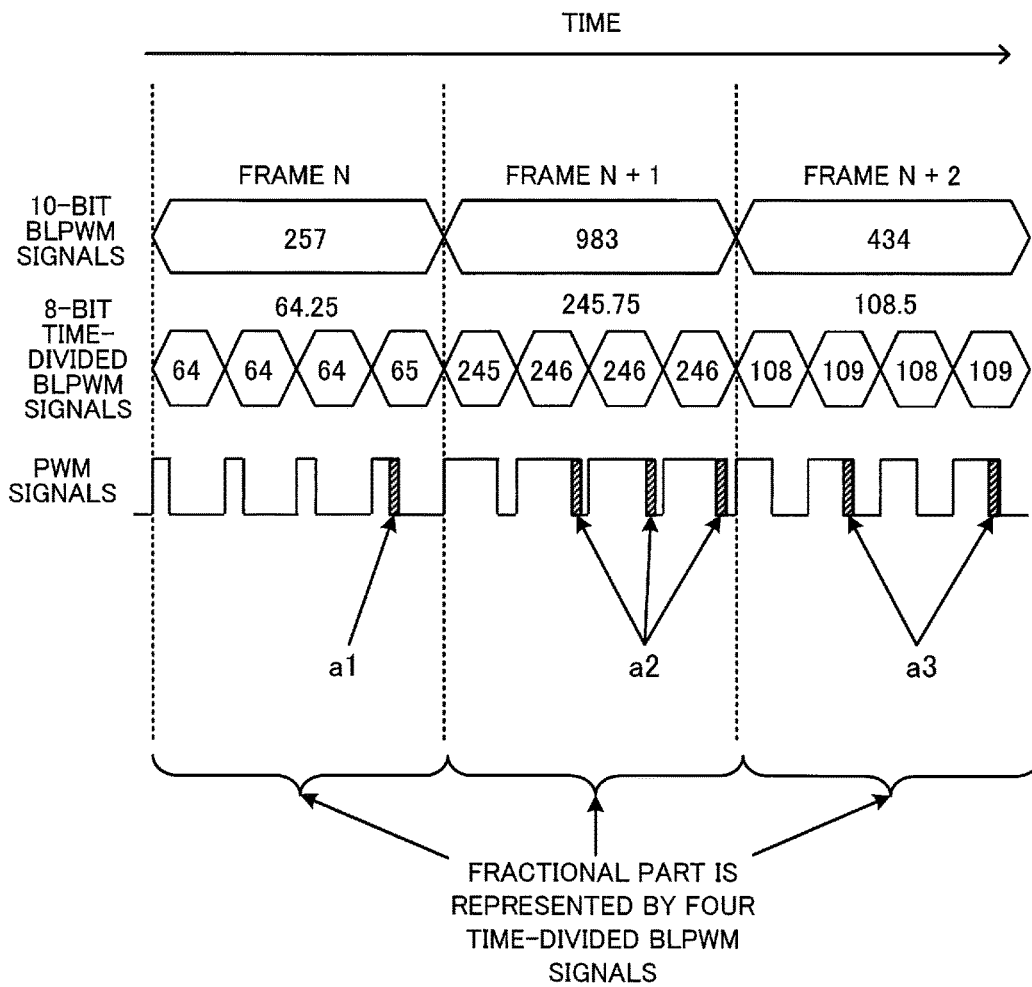 TIME
FRAME N
FRAME N + 1
FRAME N + 2
10-BIT
BLPWM
SIGNALS
257
983
434
8-BIT
TIME-
DIVIDED
BLPWM
SIGNALS
64.25
245.75
108.5
64 64 64 65 245 246 246 246 108 109 108 109
PWM
SIGNALS
a1
a2
a3
FRACTIONAL PART IS
REPRESENTED BY FOUR
TIME-DIVIDED BLPWM
SIGNALS